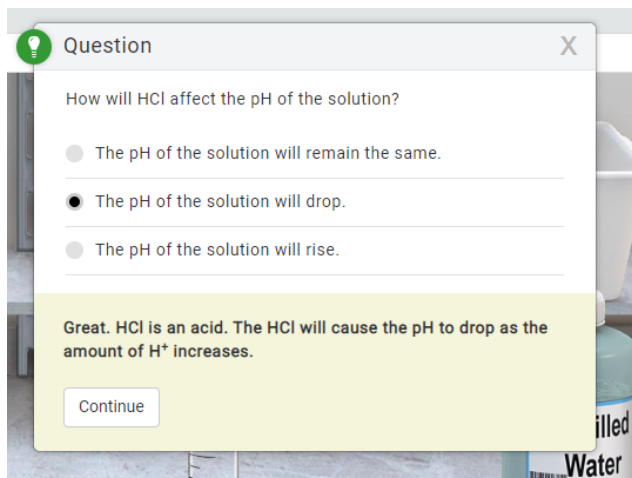 Question
X
How will HCl affect the pH of the solution?
The pH of the solution will remain the same.
The pH of the solution will drop.
The pH of the solution will rise.
Great. HCl is an acid. The HCl will cause the pH to drop as the
amount of H⁺ increases.
Continue
illed
Water